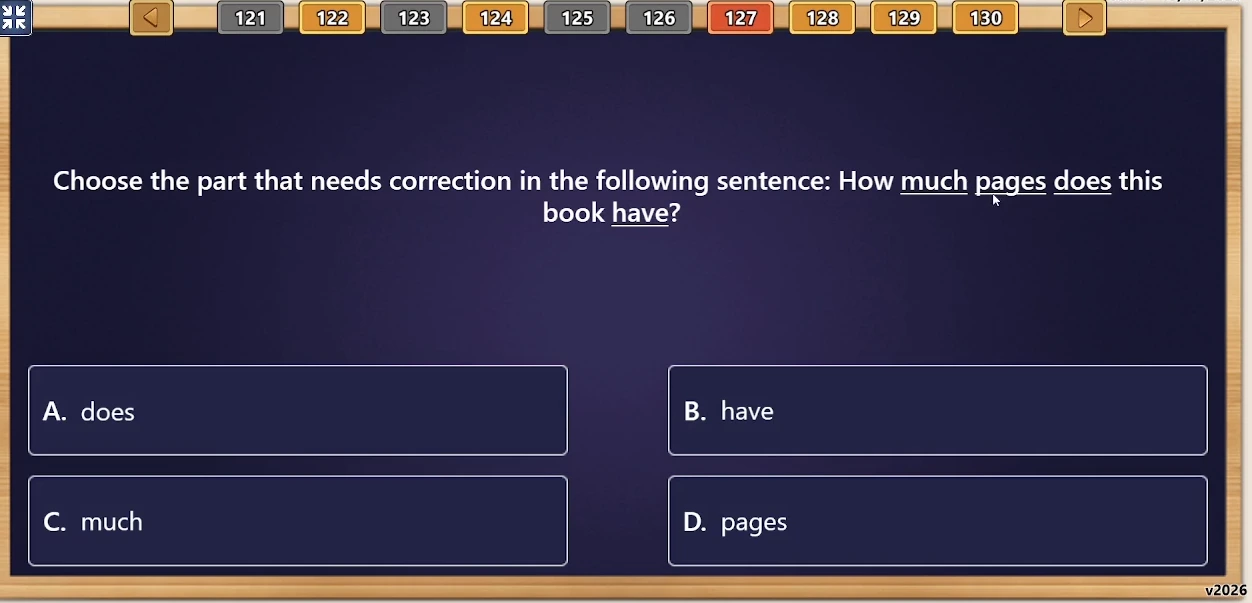 121 122 123 124 125 126 127 128 129 130
Choose the part that needs correction in the following sentence: How much pages does this
book have?
A. does
B. have
C. much
D. pages
v2026